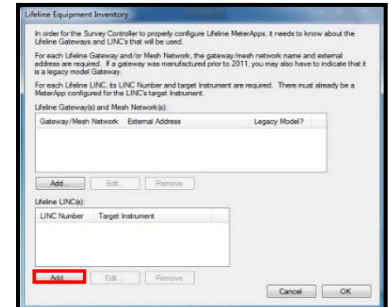 Lifeline Equipment Inventory
In order for the Survey Controller to properly configure Lifeline MeterApps, it needs to know about the
Lifeline Gateways and LINC's that will be used.
For each Lifeline Gateway and/or Mesh Network, the gateway/mesh network name and external
address are required. If a gateway was manufactured prior to 2011, you may also have to indicate that it
is a legacy model Gateway.
For each Lifeline LINC, its LINC Number and target Instrument are required. There must already be a
MeterApp configured for the LINC's target Instrument.
Lifeline Gateway(s) and Mesh Network(s):
Gateway/Mesh Network External Address Legacy Model?
Add... Edit... Remove
Lifeline LINC(s):
LINC Number Target Instrument
Add... Edit... Remove
Cancel OK